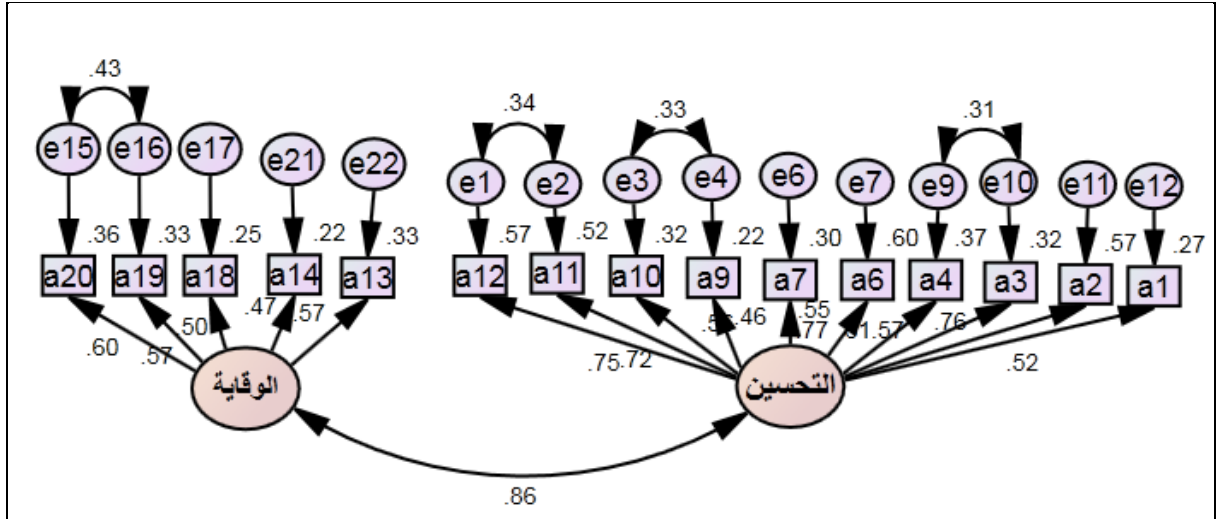 .43
.34
.33
.31
e15 e16 e17 e21 e22 e1 e2 e3 e4 e6 e7 e9 e10 e11 e12
.36 .33 .25 .22 .33 .57 .52 .32 .22 .30 .60 .37 .32 .57 .27
a20 a19 a18 a14 a13 a12 a11 a10 a9 a7 a6 a4 a3 a2 a1
.60 .57 .50 .47 .57 .75 .72 .46 .55 .77 .57 .76 .52
الوقاية التحسين
.86